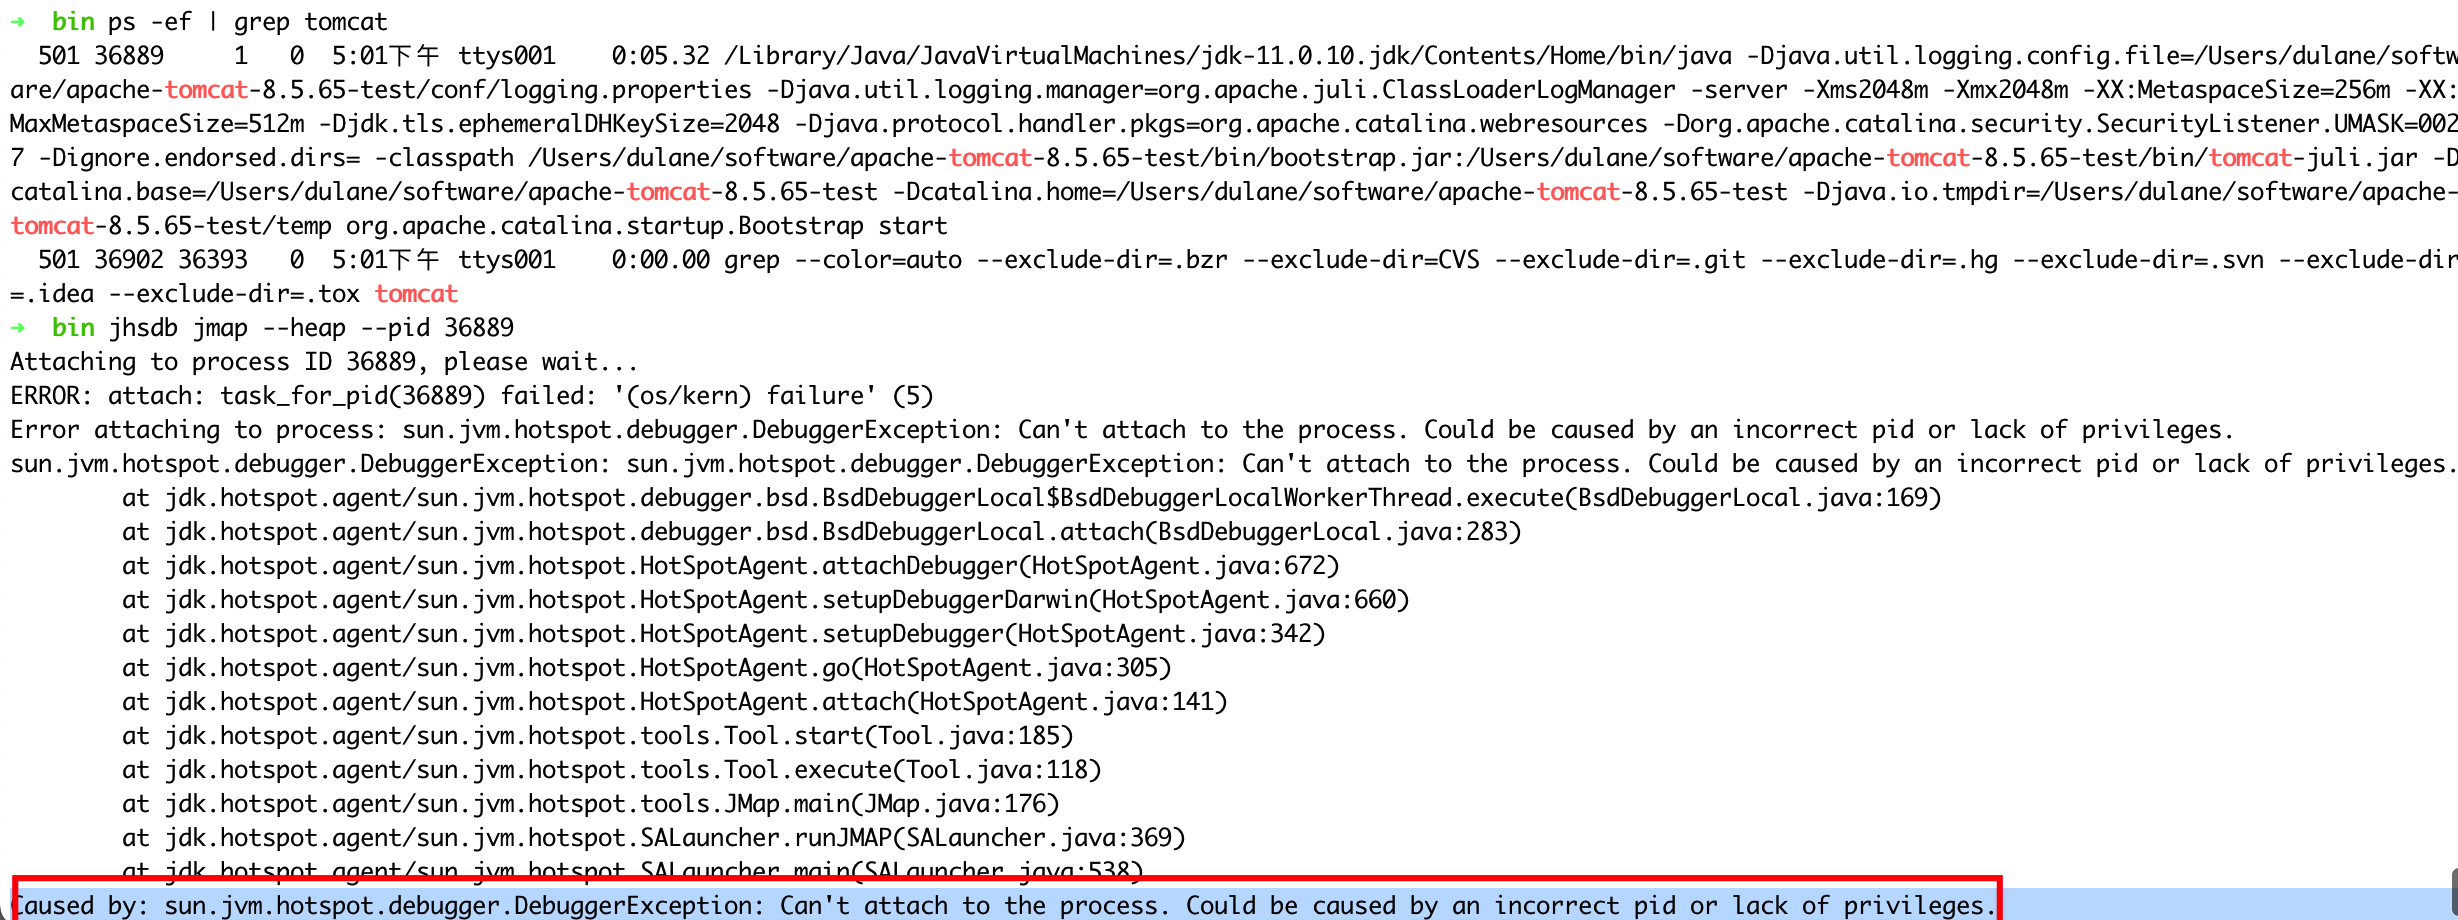 →  bin ps -ef | grep tomcat
  501 36889     1   0  5:01下午 ttys001    0:05.32 /Library/Java/JavaVirtualMachines/jdk-11.0.10.jdk/Contents/Home/bin/java -Djava.util.logging.config.file=/Users/dulane/softw
are/apache-tomcat-8.5.65-test/conf/logging.properties -Djava.util.logging.manager=org.apache.juli.ClassLoaderLogManager -server -Xms2048m -Xmx2048m -XX:MetaspaceSize=256m -XX:
MaxMetaspaceSize=512m -Djdk.tls.ephemeralDHKeySize=2048 -Djava.protocol.handler.pkgs=org.apache.catalina.webresources -Dorg.apache.catalina.security.SecurityListener.UMASK=002
7 -Dignore.endorsed.dirs= -classpath /Users/dulane/software/apache-tomcat-8.5.65-test/bin/bootstrap.jar:/Users/dulane/software/apache-tomcat-8.5.65-test/bin/tomcat-juli.jar -D
catalina.base=/Users/dulane/software/apache-tomcat-8.5.65-test -Dcatalina.home=/Users/dulane/software/apache-tomcat-8.5.65-test -Djava.io.tmpdir=/Users/dulane/software/apache-
tomcat-8.5.65-test/temp org.apache.catalina.startup.Bootstrap start
  501 36902 36393   0  5:01下午 ttys001    0:00.00 grep --color=auto --exclude-dir=.bzr --exclude-dir=CVS --exclude-dir=.git --exclude-dir=.hg --exclude-dir=.svn --exclude-dir
=.idea --exclude-dir=.tox tomcat
→  bin jhsdb jmap --heap --pid 36889
Attaching to process ID 36889, please wait...
ERROR: attach: task_for_pid(36889) failed: '(os/kern) failure' (5)
Error attaching to process: sun.jvm.hotspot.debugger.DebuggerException: Can't attach to the process. Could be caused by an incorrect pid or lack of privileges.
sun.jvm.hotspot.debugger.DebuggerException: sun.jvm.hotspot.debugger.DebuggerException: Can't attach to the process. Could be caused by an incorrect pid or lack of privileges.
        at jdk.hotspot.agent/sun.jvm.hotspot.debugger.bsd.BsdDebuggerLocal$BsdDebuggerLocalWorkerThread.execute(BsdDebuggerLocal.java:169)
        at jdk.hotspot.agent/sun.jvm.hotspot.debugger.bsd.BsdDebuggerLocal.attach(BsdDebuggerLocal.java:283)
        at jdk.hotspot.agent/sun.jvm.hotspot.HotSpotAgent.attachDebugger(HotSpotAgent.java:672)
        at jdk.hotspot.agent/sun.jvm.hotspot.HotSpotAgent.setupDebuggerDarwin(HotSpotAgent.java:660)
        at jdk.hotspot.agent/sun.jvm.hotspot.HotSpotAgent.setupDebugger(HotSpotAgent.java:342)
        at jdk.hotspot.agent/sun.jvm.hotspot.HotSpotAgent.go(HotSpotAgent.java:305)
        at jdk.hotspot.agent/sun.jvm.hotspot.HotSpotAgent.attach(HotSpotAgent.java:141)
        at jdk.hotspot.agent/sun.jvm.hotspot.tools.Tool.start(Tool.java:185)
        at jdk.hotspot.agent/sun.jvm.hotspot.tools.Tool.execute(Tool.java:118)
        at jdk.hotspot.agent/sun.jvm.hotspot.tools.JMap.main(JMap.java:176)
        at jdk.hotspot.agent/sun.jvm.hotspot.SALauncher.runJMAP(SALauncher.java:369)
        at jdk.hotspot.agent/sun.jvm.hotspot.SALauncher.main(SALauncher.java:538)
Caused by: sun.jvm.hotspot.debugger.DebuggerException: Can't attach to the process. Could be caused by an incorrect pid or lack of privileges.